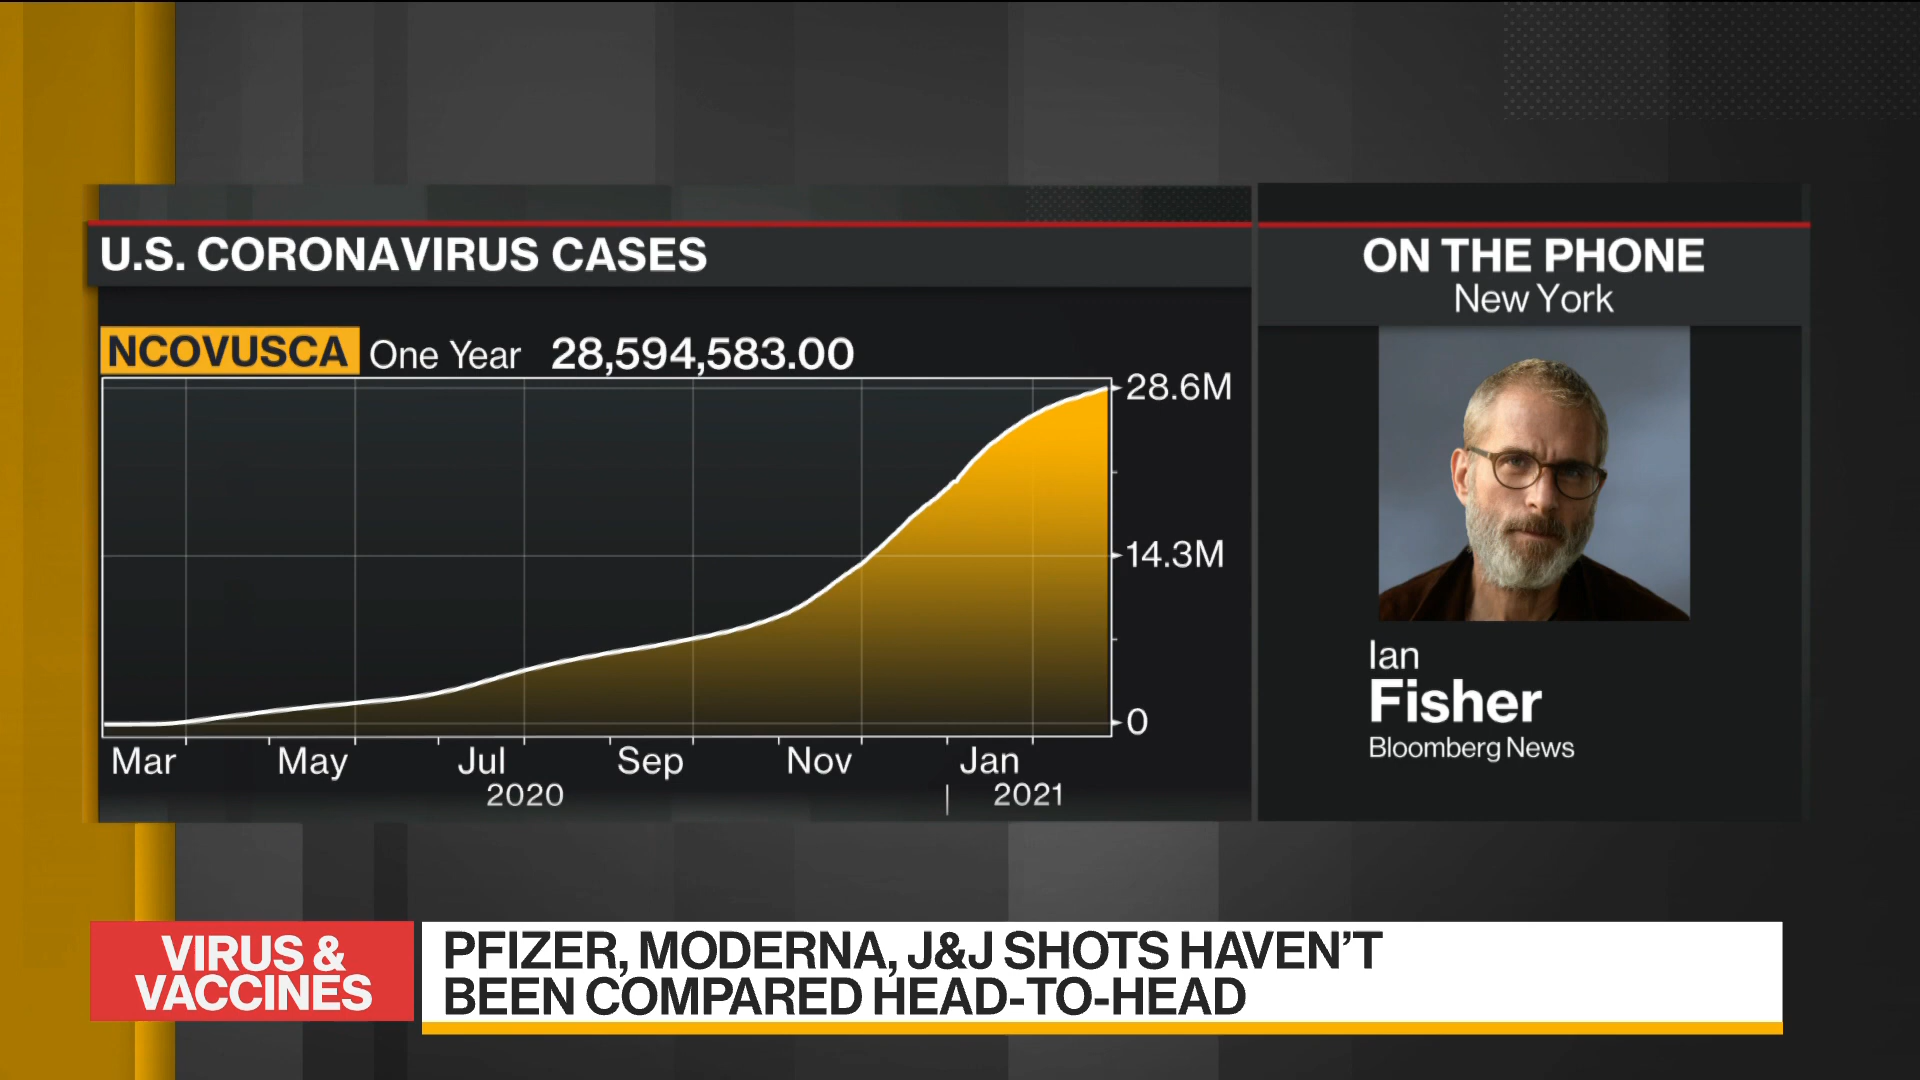 U.S. CORONAVIRUS CASES
NCOVUSCA One Year 28,594,583.00
28.6M
14.3M
0
Mar May Jul Sep Nov Jan
2020 2021
ON THE PHONE
New York
Ian
Fisher
Bloomberg News
VIRUS &
VACCINES
PFIZER, MODERNA, J&J SHOTS HAVEN’T
BEEN COMPARED HEAD-TO-HEAD